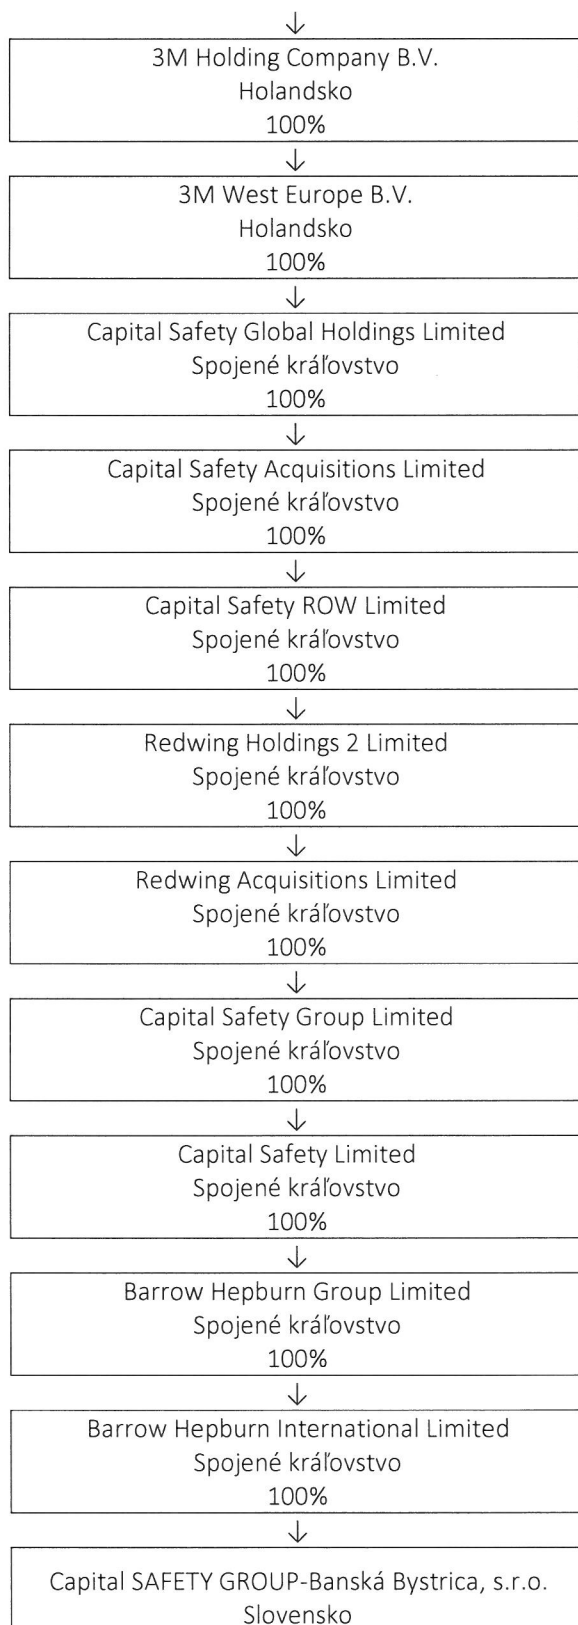 ↓
3M Holding Company B.V.
Holandsko
100%
↓
3M West Europe B.V.
Holandsko
100%
↓
Capital Safety Global Holdings Limited
Spojené kráľovstvo
100%
↓
Capital Safety Acquisitions Limited
Spojené kráľovstvo
100%
↓
Capital Safety ROW Limited
Spojené kráľovstvo
100%
↓
Redwing Holdings 2 Limited
Spojené kráľovstvo
100%
↓
Redwing Acquisitions Limited
Spojené kráľovstvo
100%
↓
Capital Safety Group Limited
Spojené kráľovstvo
100%
↓
Capital Safety Limited
Spojené kráľovstvo
100%
↓
Barrow Hepburn Group Limited
Spojené kráľovstvo
100%
↓
Barrow Hepburn International Limited
Spojené kráľovstvo
100%
↓
Capital SAFETY GROUP-Banská Bystrica, s.r.o.
Slovensko